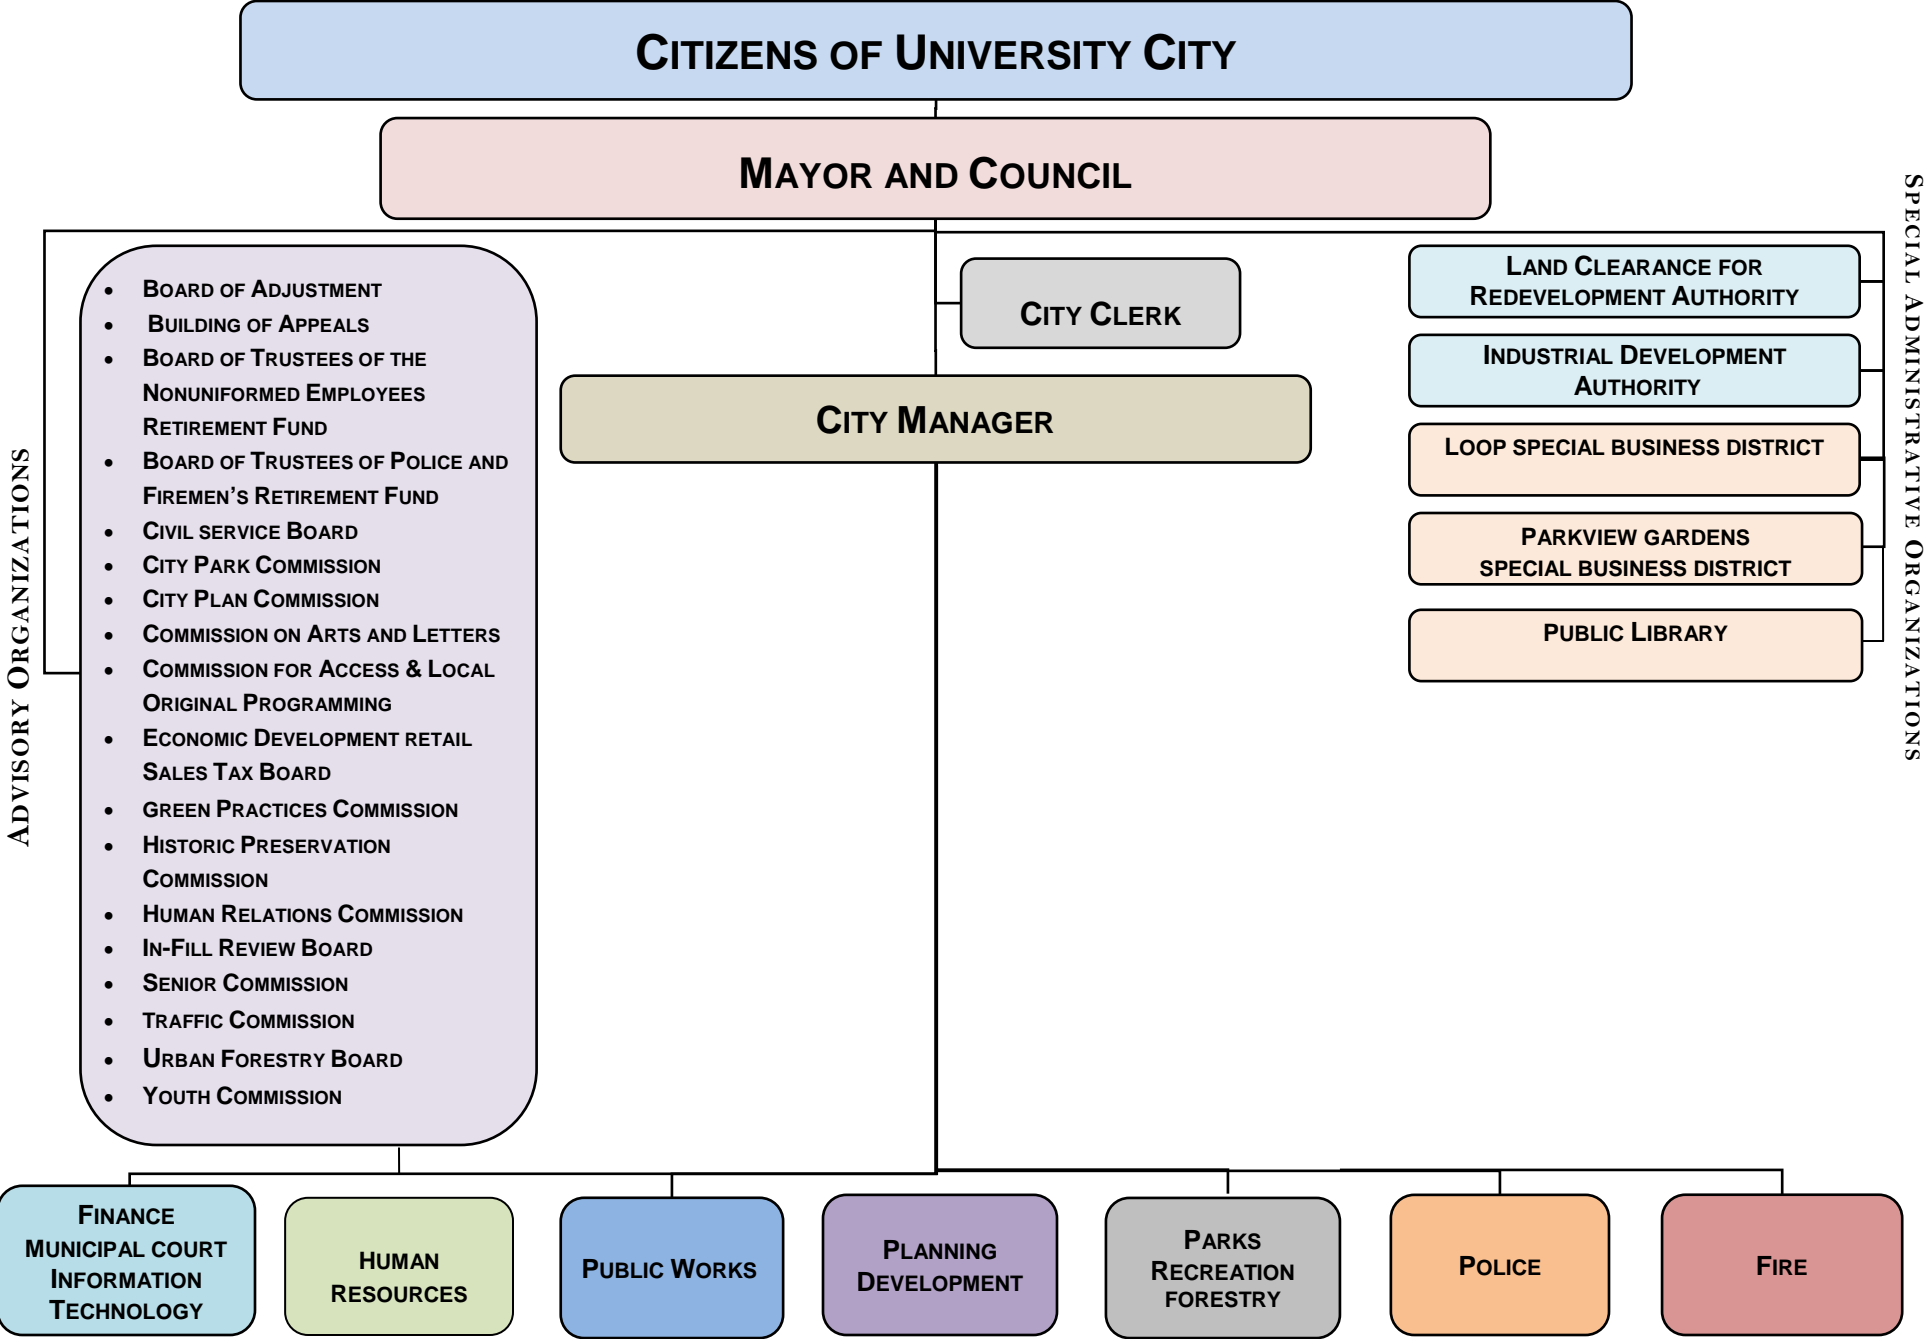 CITIZENS OF UNIVERSITY CITY
MAYOR AND COUNCIL
ADVISORY ORGANIZATIONS
• BOARD OF ADJUSTMENT
• BUILDING OF APPEALS
• BOARD OF TRUSTEES OF THE
NONUNIFORMED EMPLOYEES
RETIREMENT FUND
• BOARD OF TRUSTEES OF POLICE AND
FIREMEN'S RETIREMENT FUND
• CIVIL SERVICE BOARD
• CITY PARK COMMISSION
• CITY PLAN COMMISSION
• COMMISSION ON ARTS AND LETTERS
• COMMISSION FOR ACCESS & LOCAL
ORIGINAL PROGRAMMING
• ECONOMIC DEVELOPMENT RETAIL
SALES TAX BOARD
• GREEN PRACTICES COMMISSION
• HISTORIC PRESERVATION
COMMISSION
• HUMAN RELATIONS COMMISSION
• IN-FILL REVIEW BOARD
• SENIOR COMMISSION
• TRAFFIC COMMISSION
• URBAN FORESTRY BOARD
• YOUTH COMMISSION
CITY CLERK
CITY MANAGER
LAND CLEARANCE FOR
REDEVELOPMENT AUTHORITY
INDUSTRIAL DEVELOPMENT
AUTHORITY
LOOP SPECIAL BUSINESS DISTRICT
PARKVIEW GARDENS
SPECIAL BUSINESS DISTRICT
PUBLIC LIBRARY
SPECIAL ADMINISTRATIVE ORGANIZATIONS
FINANCE
MUNICIPAL COURT
INFORMATION
TECHNOLOGY
HUMAN
RESOURCES
PUBLIC WORKS
PLANNING
DEVELOPMENT
PARKS
RECREATION
FORESTRY
POLICE
FIRE